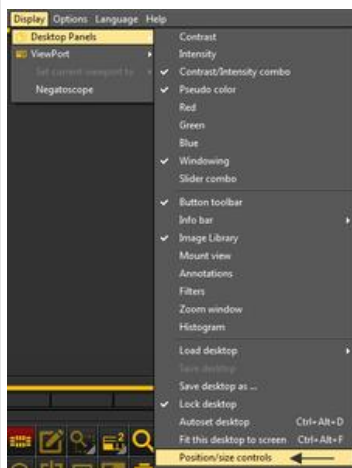 Display Options Language Help
Desktop Panels
ViewPort
Set current viewport to
Negatoscope
Contrast
Intensity
Contrast/Intensity combo
Pseudo color
Red
Green
Blue
Windowing
Slider combo
Button toolbar
Info bar
Image Library
Mount view
Annotations
Filters
Zoom window
Histogram
Load desktop
Save desktop
Save desktop as ...
Lock desktop
Autoset desktop Ctrl+Alt+D
Fit this desktop to screen Ctrl+Alt+F
Position/size controls